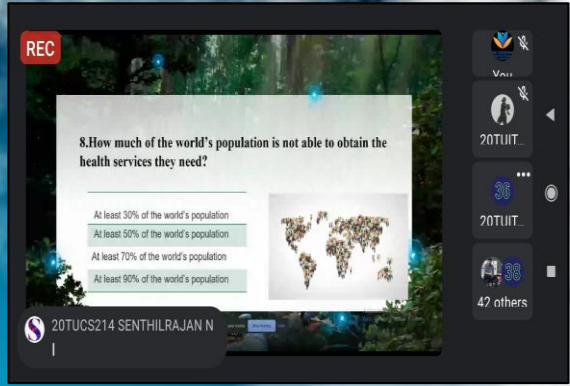 REC
8.How much of the world's population is not able to obtain the
health services they need?
At least 30% of the world's population
At least 50% of the world's population
At least 70% of the world's population
At least 90% of the world's population
20TUCS214 SENTHILRAJAN N
You
20TUIT...
36
20TUIT...
38
42 others